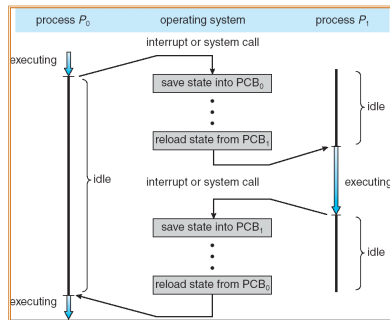 process P0 operating system process P1
interrupt or system call
executing
save state into PCB0
idle
reload state from PCB1
idle
interrupt or system call
executing
save state into PCB1
idle
reload state from PCB0
executing